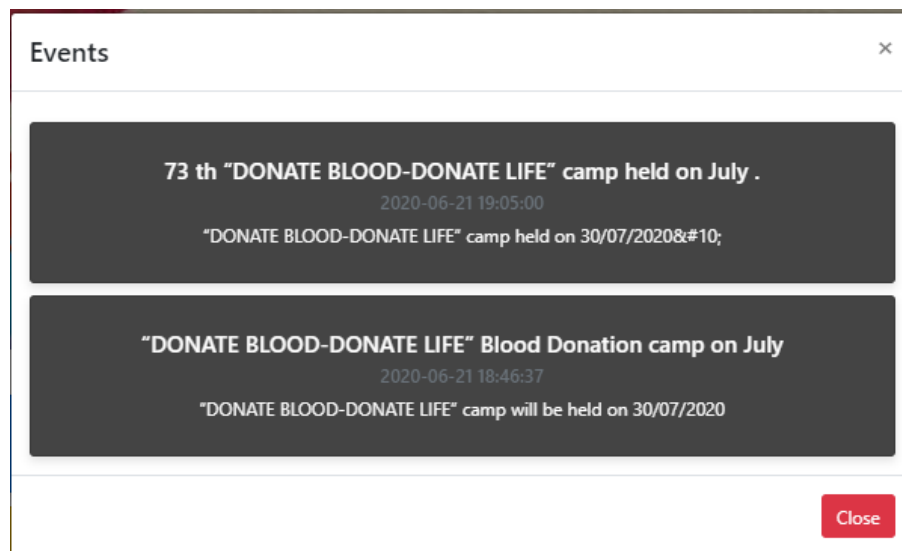 Events
×
73 th “DONATE BLOOD-DONATE LIFE” camp held on July .
2020-06-21 19:05:00
“DONATE BLOOD-DONATE LIFE” camp held on 30/07/2020&#10;
“DONATE BLOOD-DONATE LIFE” Blood Donation camp on July
2020-06-21 18:46:37
“DONATE BLOOD-DONATE LIFE” camp will be held on 30/07/2020
Close